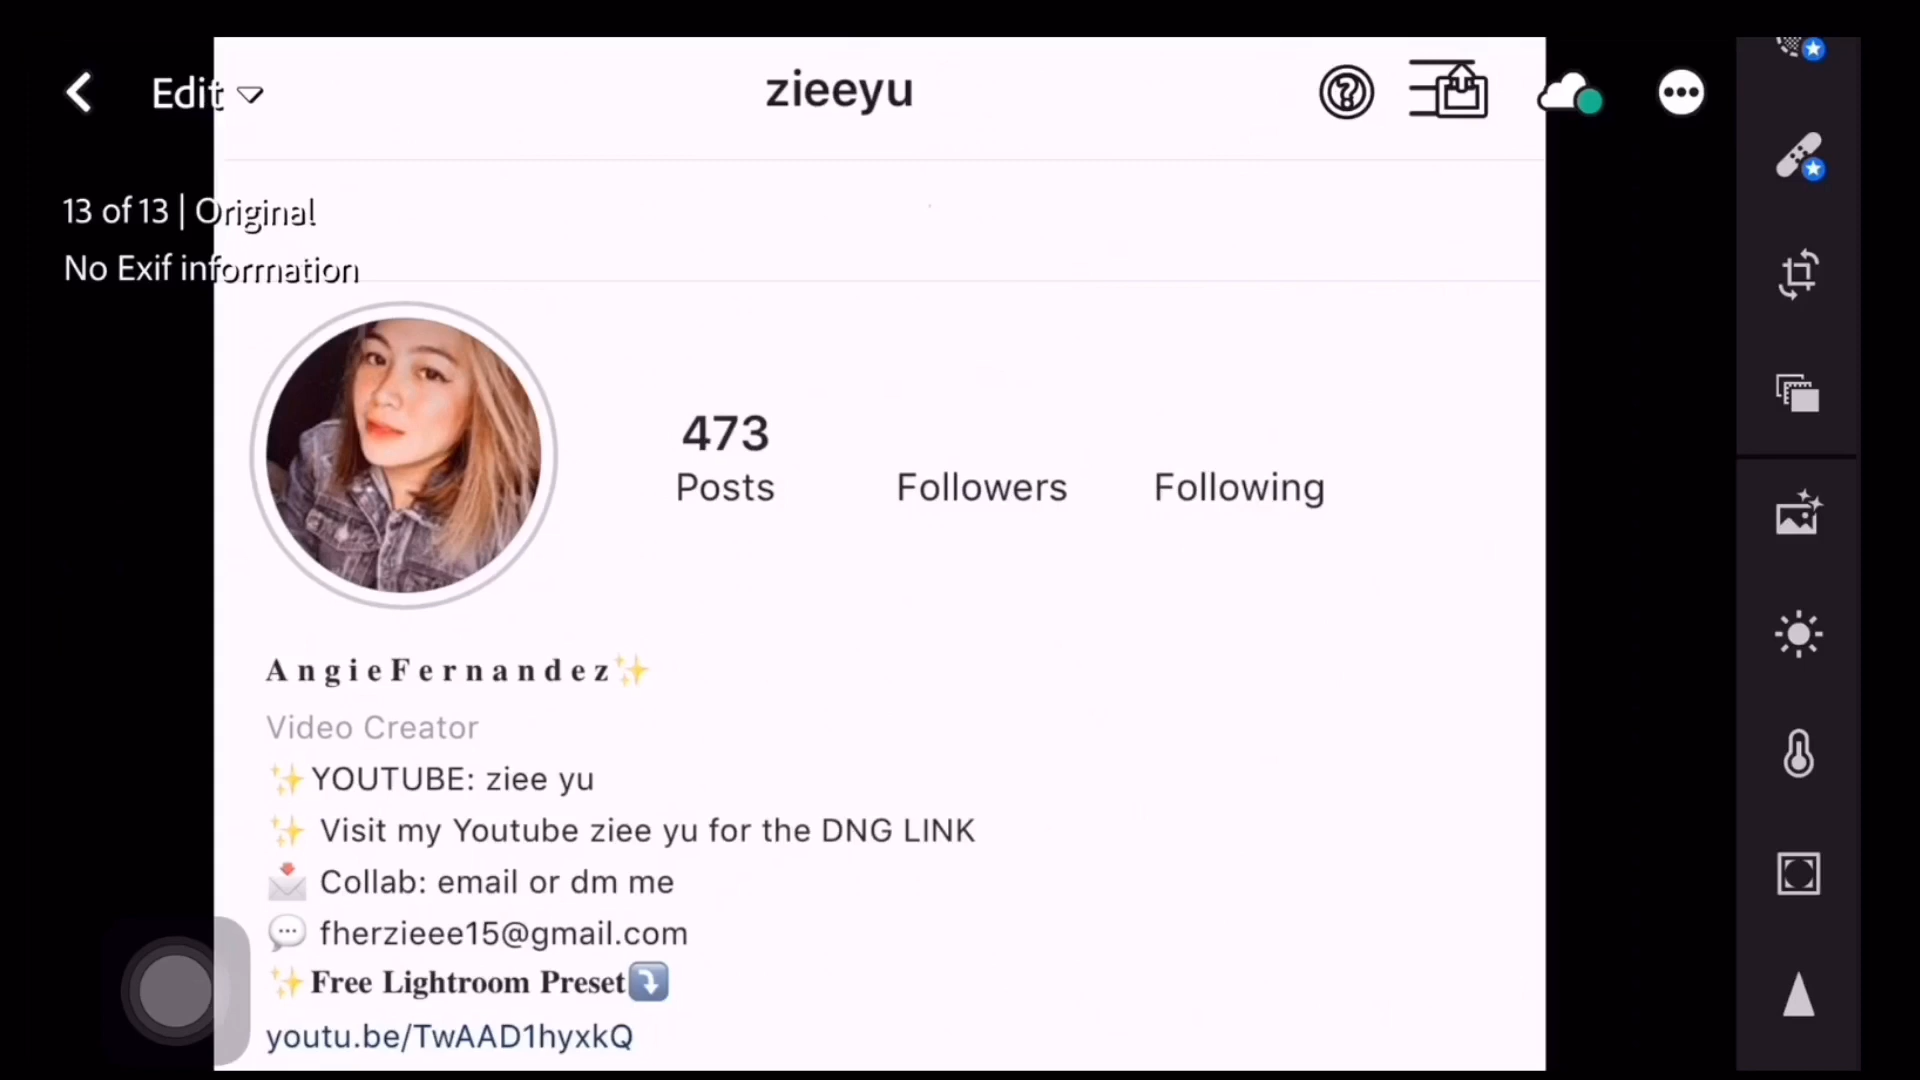 Edit
zieeyu
13 of 13 | Original
No Exif information
473
Posts
Followers
Following
AngieFernandez✨
Video Creator
✨YOUTUBE: ziee yu
✨ Visit my Youtube ziee yu for the DNG LINK
📩 Collab: email or dm me
💬 fherzieee15@gmail.com
✨Free Lightroom Preset⤵️
youtu.be/TwAAD1hyxkQ